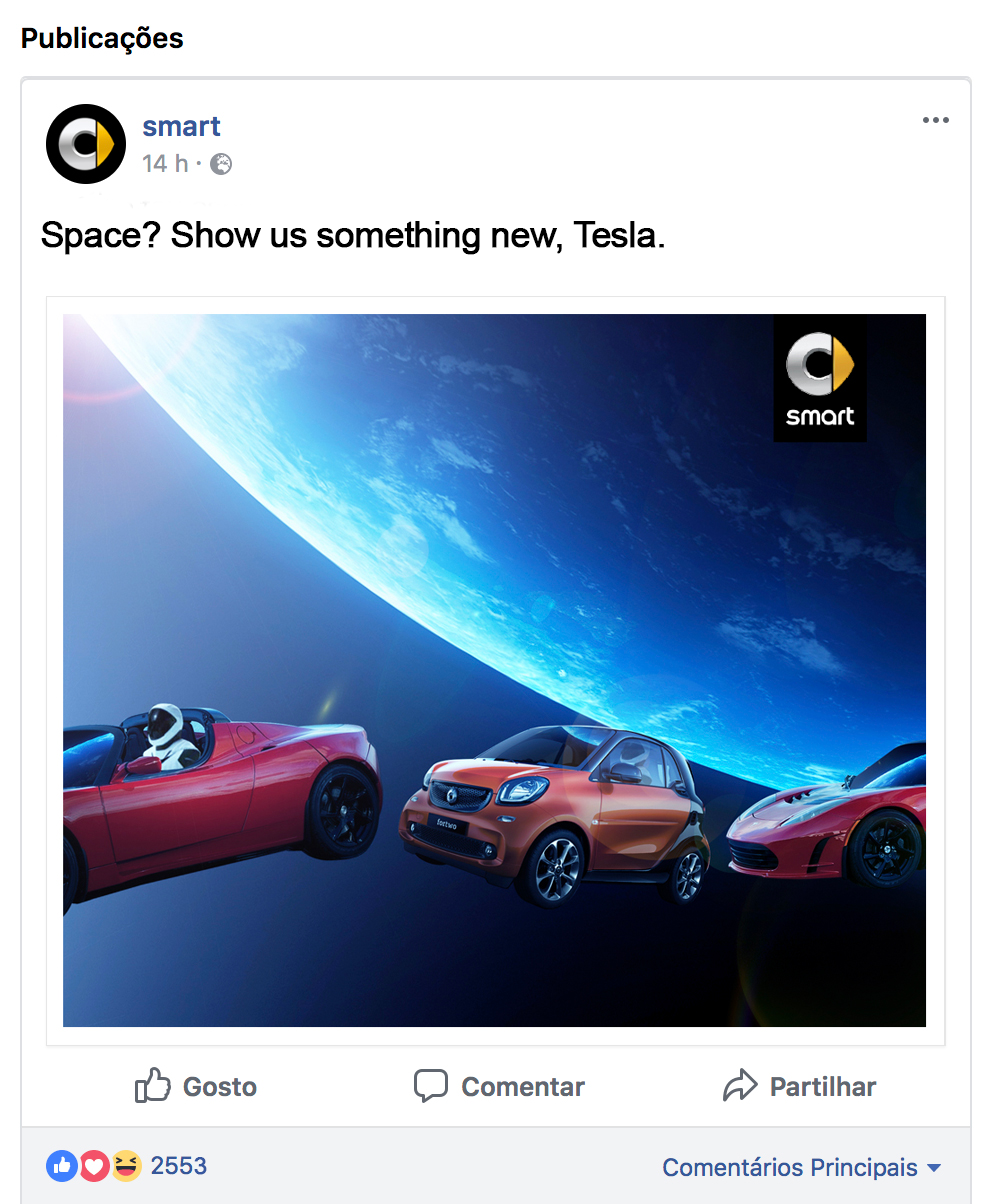 Publicações
smart
14 h ·
Space? Show us something new, Tesla.
smart
fortwo
Gosto
Comentar
Partilhar
2553
Comentários Principais